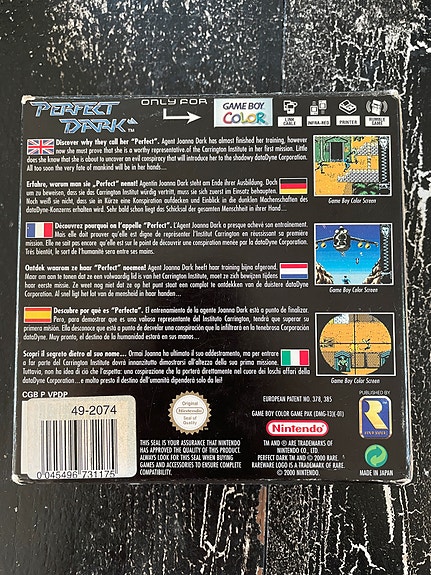 PERFECT DARK™
ONLY FOR
GAME BOY COLOR
LINK CABLE
INFRA-RED
PRINTER
RUMBLE GAME
Discover why they call her "Perfect". Agent Joanna Dark has almost finished her training, however
now she must prove that she is a worthy representative of the
Carrington Institute in her first mission. Little
does she know that she is about to uncover an evil conspiracy that will introduce her to the shadowy dataDyne Corporation.
All too soon the very fate of mankind will be in her hands...
Game Boy Color Screen
Erfahre, warum man sie „Perfect" nennt! Agentin Joanna Dark steht am Ende ihrer Ausbildung. Doch
um zu beweisen, dass sie das Carrington Institut würdig vertritt, muss sie sich zuerst im Einsatz behaupten.
Noch weiß sie nicht, dass sie in Kürze eine Konspiration aufdecken und Einblick in die dunklen Machenschaften des
dataDyne-Konzerns erhalten wird. Sehr bald schon liegt das Schicksal der gesamten Menschheit in ihrer Hand...
Découvrez pourquoi on l'appelle "Perfect". L'Agent Joanna Dark a presque achevé son entraînement.
Mais elle doit prouver qu'elle est digne de représenter l'Institut Carrington en réussissant sa première
mission. Elle ne sait pas encore qu'elle est sur le point de découvrir une conspiration menée par la corporation dataDyne.
Très bientôt, le sort de l'humanité sera entre ses mains.
Game Boy Color Screen
Ontdek waarom ze haar "Perfect" noemen! Agent Joanna Dark heeft haar training bijna afgerond.
Maar om aan te tonen dat ze een volwaardig lid is van het Carrington Institute, moet ze zich bewijzen tijdens
haar eerste missie. Ze weet nog niet dat ze op het punt staat een complot te ontdekken van de duistere dataDyne
Corporation. Al snel ligt het lot van de mensheid in haar handen...
Descubre por qué es "Perfecta". El entrenamiento de la agente Joanna Dark está a punto de finalizar.
Pero, para demostrar que es una valiosa representante del Instituto Carrington, tendrá que superar su
primera misión. Ella desconoce que está a punto de desvelar una conspiración que la infiltrará en la tenebrosa Corporación
dataDyne. Muy pronto, el destino de la humanidad estará en sus manos...
Scopri il segreto dietro al suo nome... Ormai Joanna ha ultimato il suo addestramento, ma per entrare
a far parte del Carrington Institute dovrà innanzitutto dimostrarsi all'altezza della sua prima missione.
Tuttavia, non ha idea di ciò che l'aspetta: una cospirazione che la porterà direttamente nel cuore dei loschi affari
della dataDyne Corporation...e molto presto il destino dell'umanità dipenderà solo da lei!
Game Boy Color Screen
CGB P VPDP
49-2074
0 045496 731175
Original
Nintendo
Seal of Quality
THIS SEAL IS YOUR ASSURANCE THAT NINTENDO
HAS APPROVED THE QUALITY OF THIS PRODUCT.
ALWAYS LOOK FOR THIS SEAL WHEN BUYING
GAMES AND ACCESSORIES TO ENSURE COMPLETE
COMPATIBILITY.
EUROPEAN PATENT NO. 378, 385
GAME BOY COLOR GAME PAK (DMG-13)(-01)
Nintendo
TM AND ® ARE TRADEMARKS OF
NINTENDO CO., LTD.
PERFECT DARK TM AND © 2000 RARE.
RAREWARE LOGO IS A TRADEMARK OF RARE.
© 2000 NINTENDO.
PUBLISHED BY
R
MADE IN JAPAN